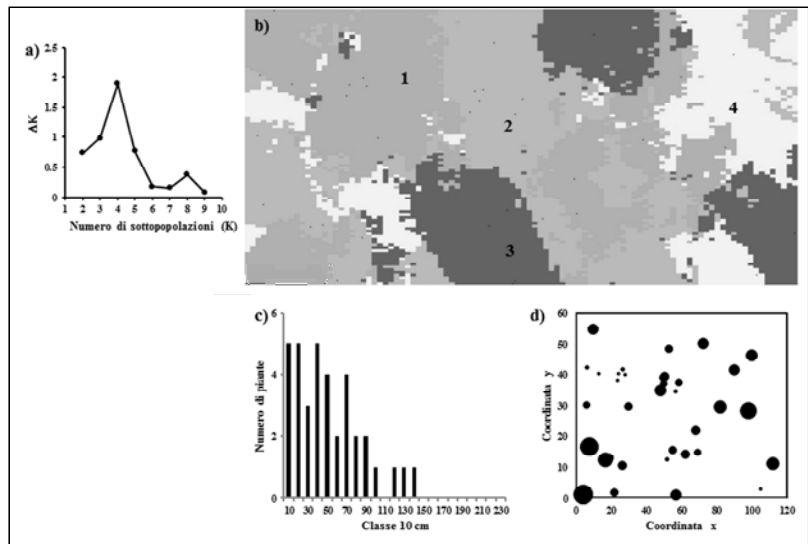 a)
2.5
2
1.5
1
0.5
0
ΔK
1 2 3 4 5 6 7 8 9 10
Numero di sottopopolazioni (K)
b)
1
2
3
4
c)
6
4
2
0
Numero di piante
10 30 50 70 90 110 130 150 170 190 210 230
Classe 10 cm
d)
60
50
40
30
20
10
0
Coordinata y
0 20 40 60 80 100 120
Coordinata x